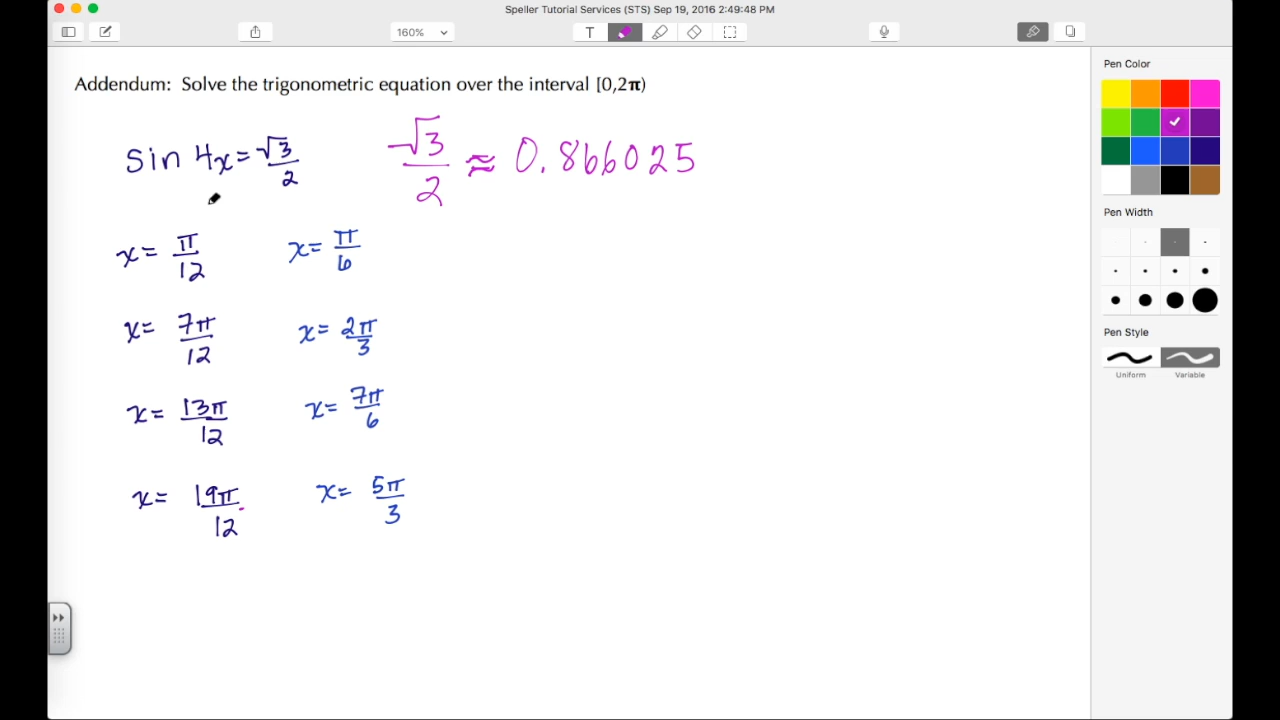 Speller Tutorial Services (STS) Sep 19, 2016 2:49:48 PM
160%
T
Addendum: Solve the trigonometric equation over the interval [0,2π)
sin 4x = √3/2
√3/2 ≈ 0.866025
x = π/12
x = π/6
x = 7π/12
x = 2π/3
x = 13π/12
x = 7π/6
x = 19π/12
x = 5π/3
Pen Color
Pen Width
Pen Style
Uniform
Variable